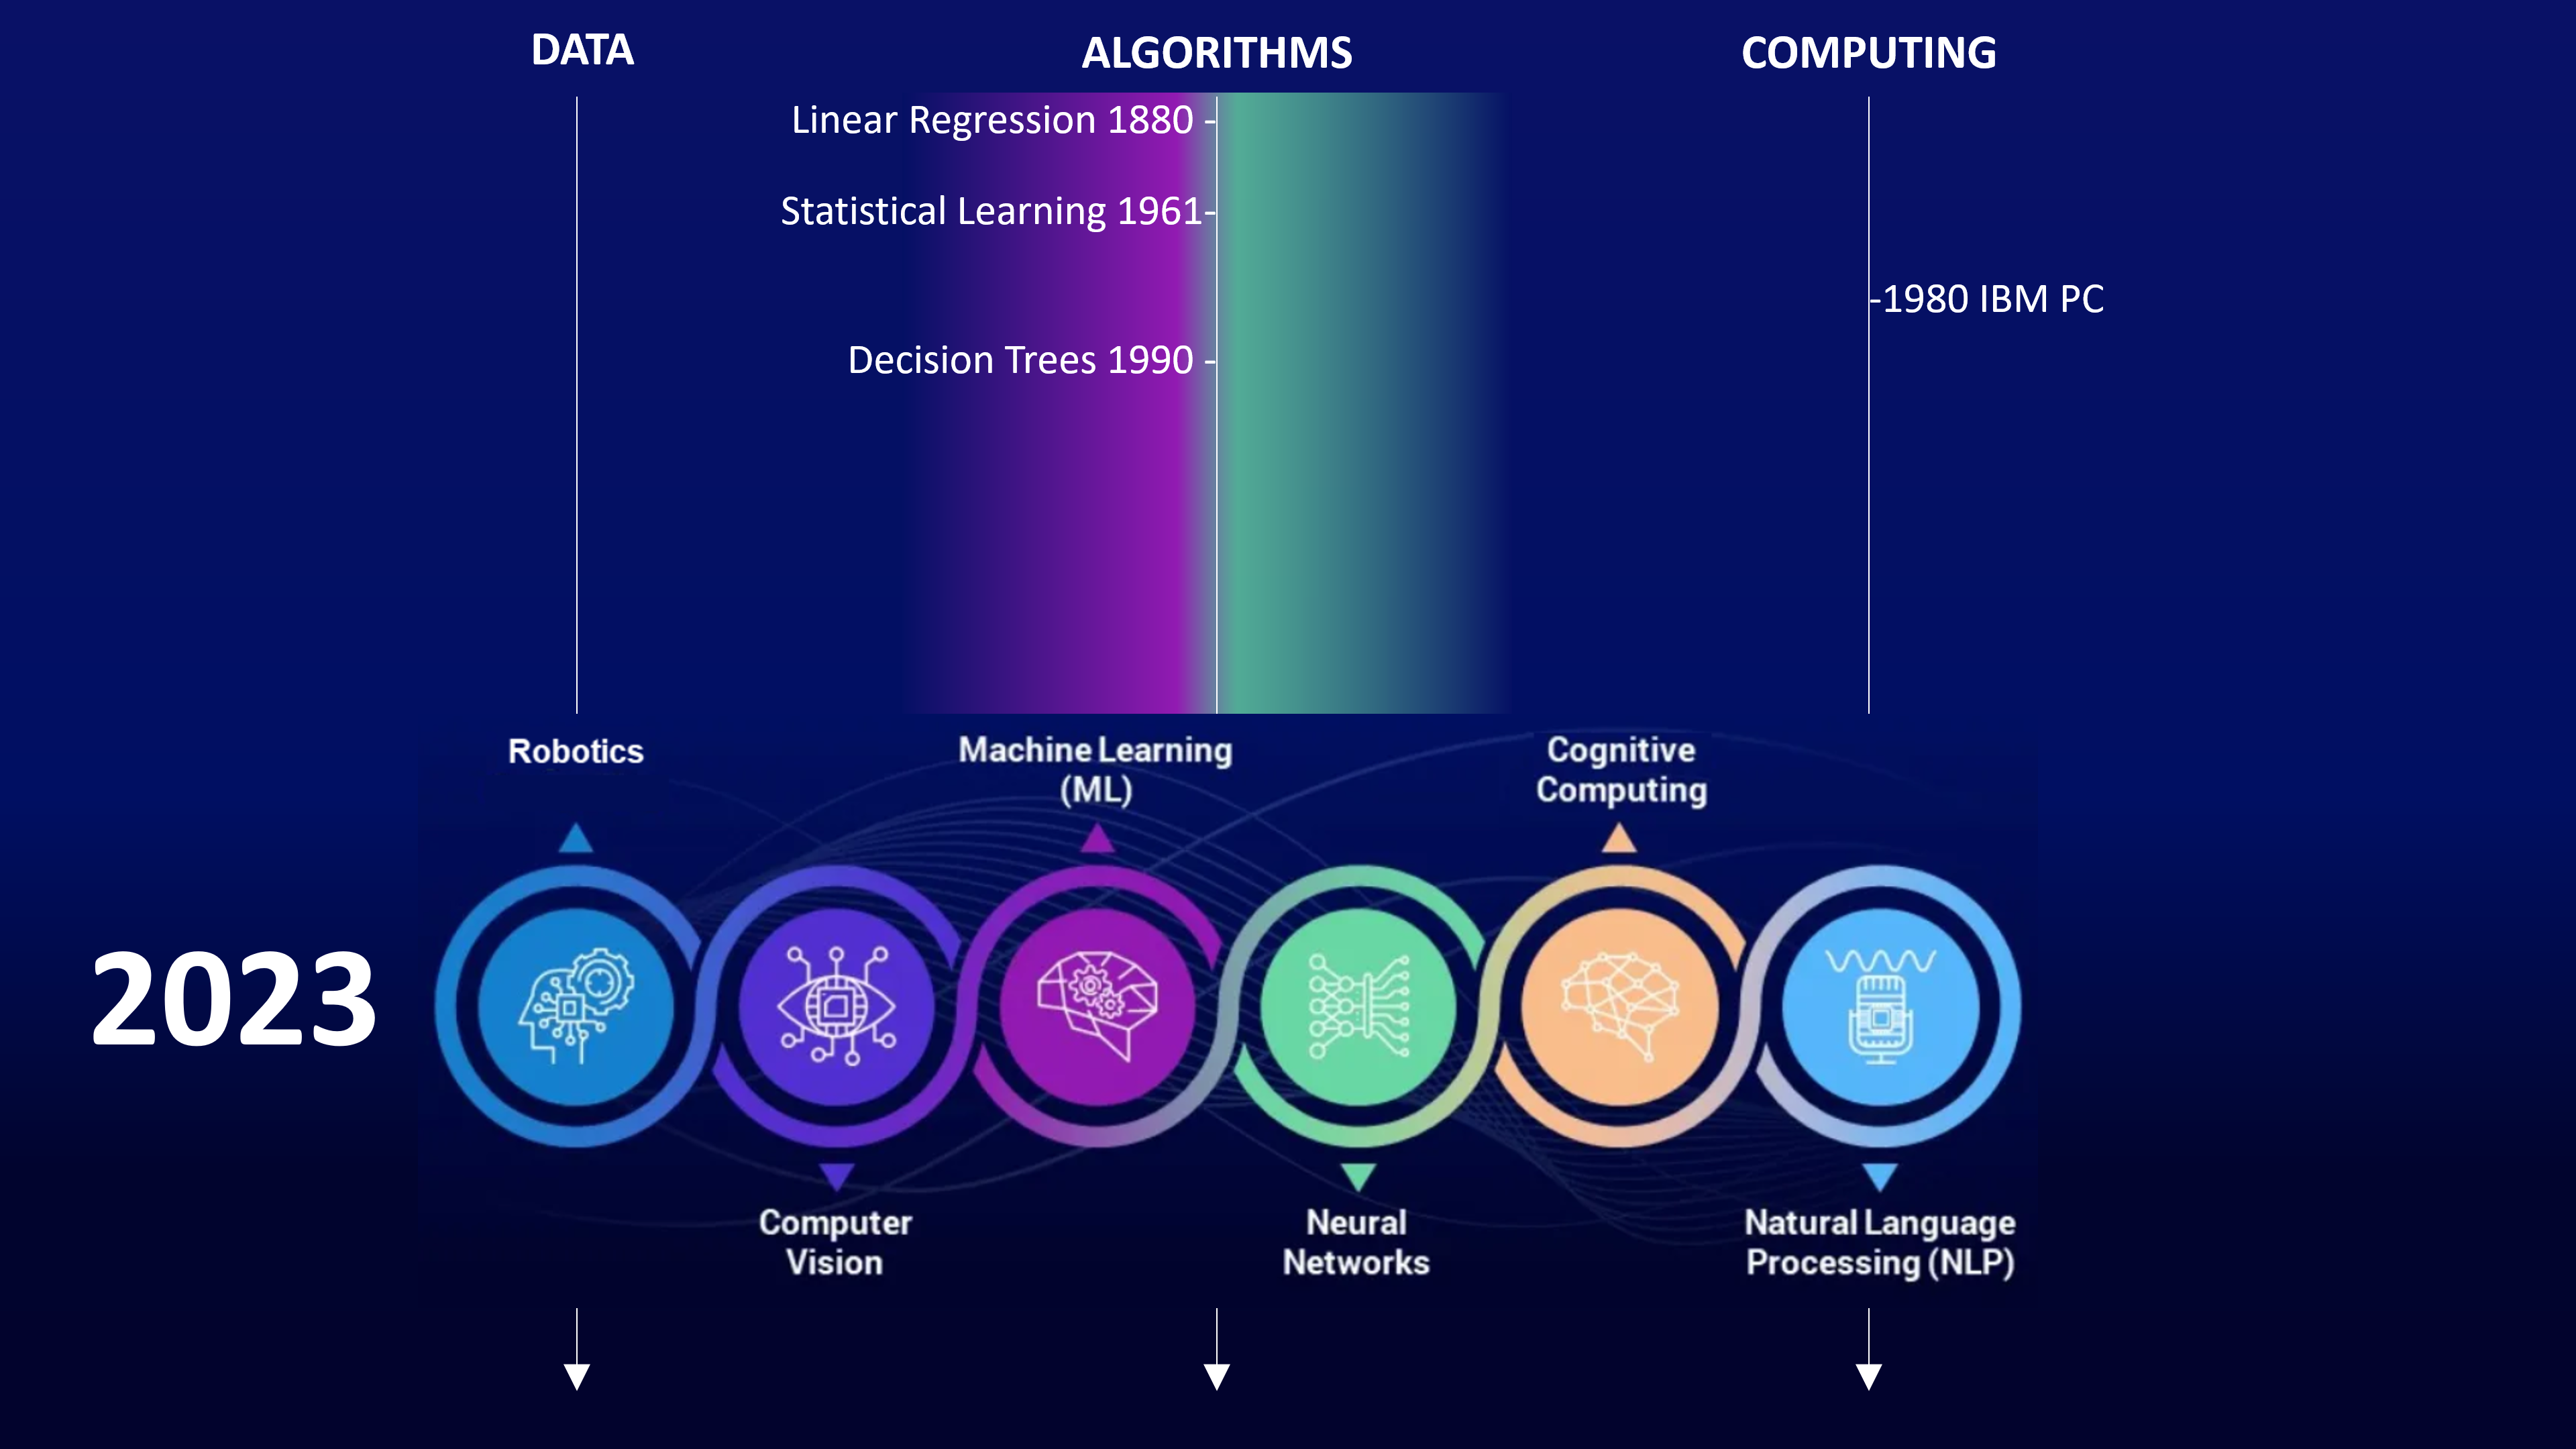 DATA
ALGORITHMS
COMPUTING
Linear Regression 1880 -
Statistical Learning 1961-
-1980 IBM PC
Decision Trees 1990 -
Robotics
Machine Learning
(ML)
Cognitive
Computing
2023
Computer
Vision
Neural
Networks
Natural Language
Processing (NLP)